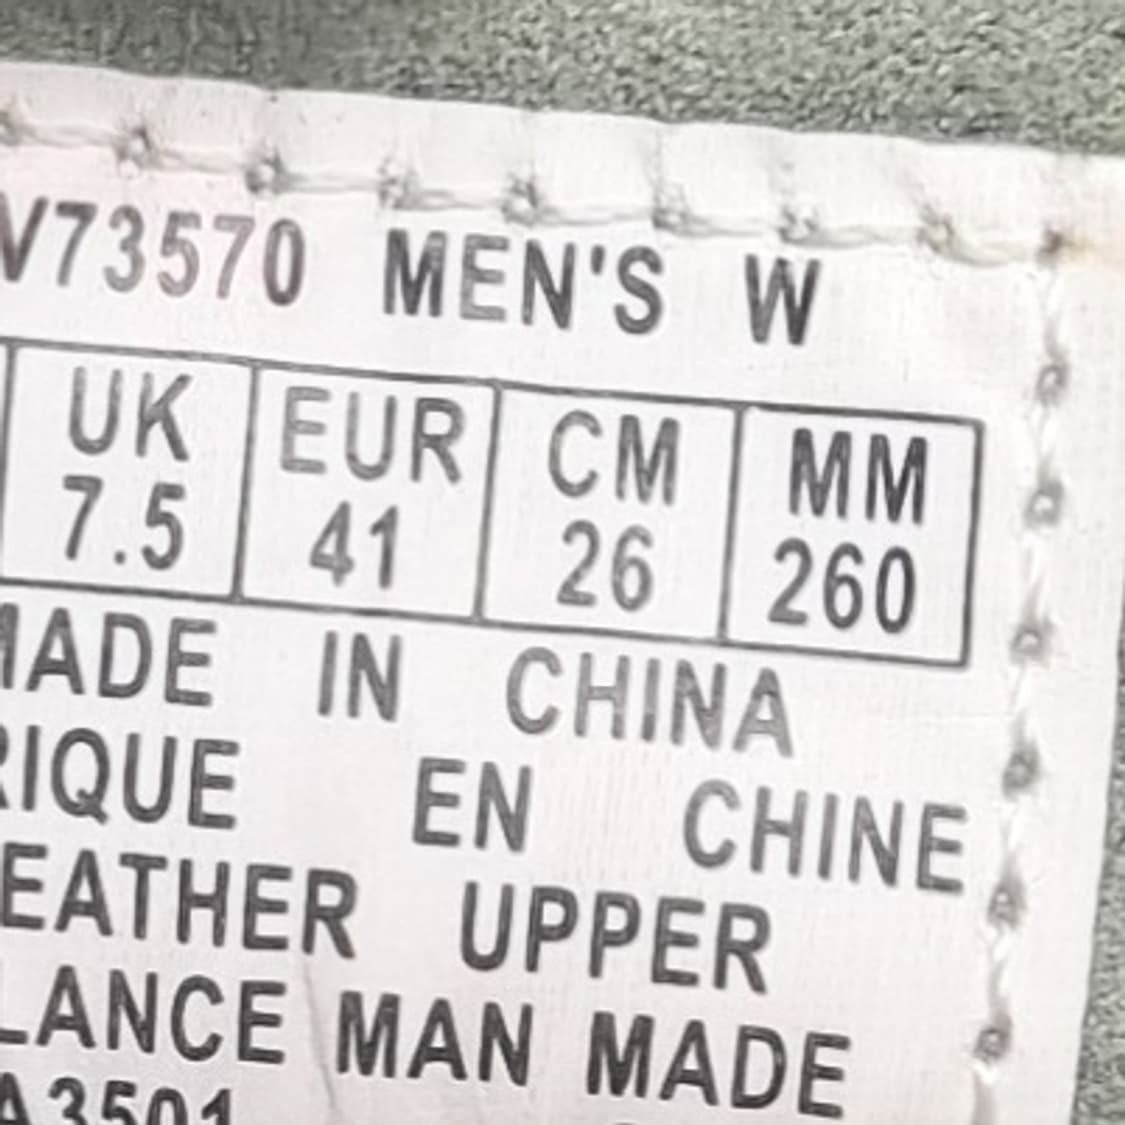 V73570 MEN'S W
UK EUR CM MM
7.5 41 26 260
MADE IN CHINA
RIQUE EN CHINE
EATHER UPPER
LANCE MAN MADE
A3501